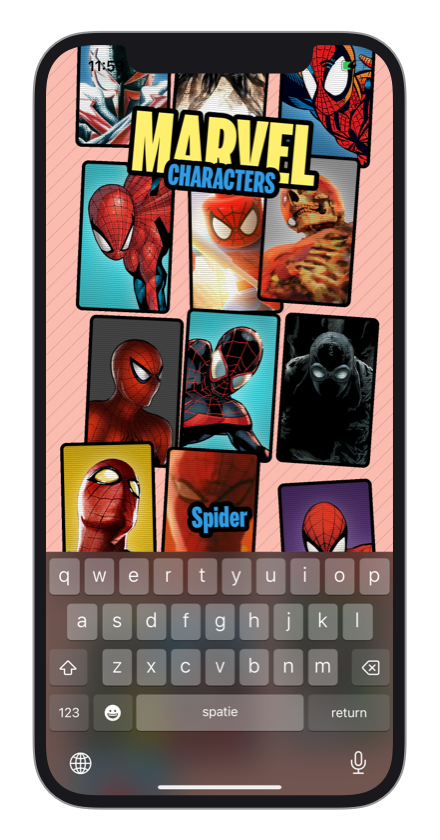 11:5
MARVEL
CHARACTERS
Spider
q w e r t y u i o p
a s d f g h j k l
z x c v b n m
123 spatie return